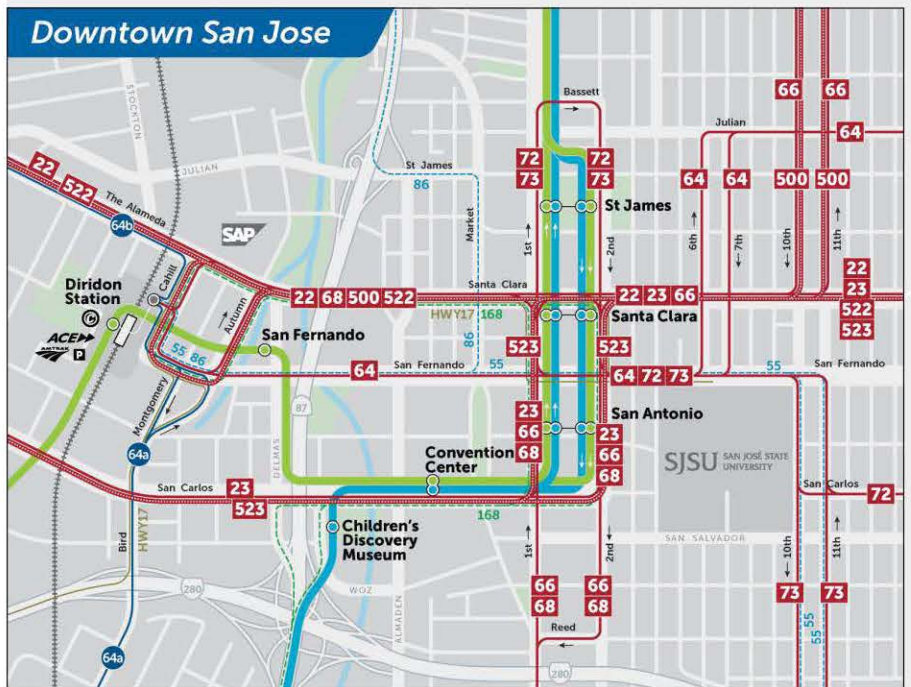 Downtown San Jose
Bassett
66
66
STOCKTON
Julian
64
JULIAN
St James
86
72
73
72
73
22
522
The Alameda
64
64
500
500
St James
64b
SAP
Market
1st
2nd
6th
7th
10th
11th
Cahill
Diridon
Station
C
ACE
AMTRAK
P
Autumn
22 68 500 522
Santa Clara
HWY17 168
22 23 66
22
23
522
523
Santa Clara
San Fernando
86
55 86
523
523
64
San Fernando
55
64 72 73
55
San Fernando
Montgomery
87
23
66
68
San Antonio
23
66
68
64a
DELMAS
Convention
Center
SJSU SAN JOSÉ STATE
UNIVERSITY
San Carlos
23
523
168
San Carlos
72
Children's
Discovery
Museum
1st
2nd
SAN SALVADOR
10th
11th
Bird
HWY17
280
WOZ
ALMADEN
66
68
66
68
73
73
Reed
55
55
64a
280